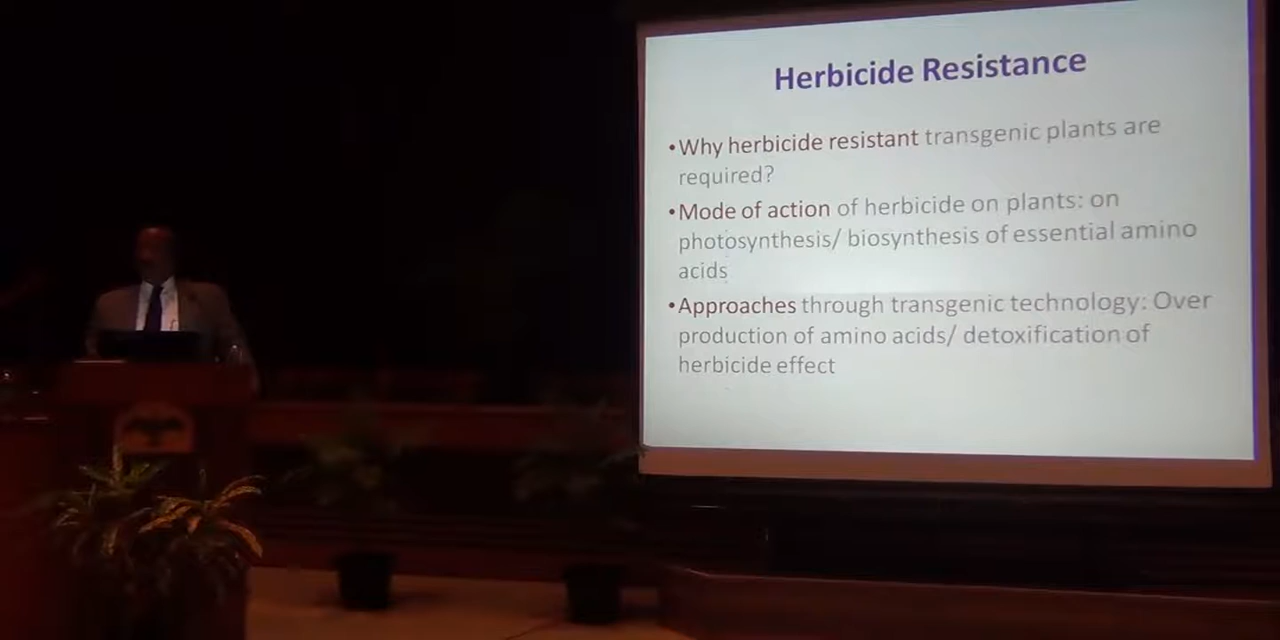 Herbicide Resistance
•Why herbicide resistant transgenic plants are
required?
•Mode of action of herbicide on plants: on
photosynthesis/ biosynthesis of essential amino
acids
•Approaches through transgenic technology: Over
production of amino acids/ detoxification of
herbicide effect